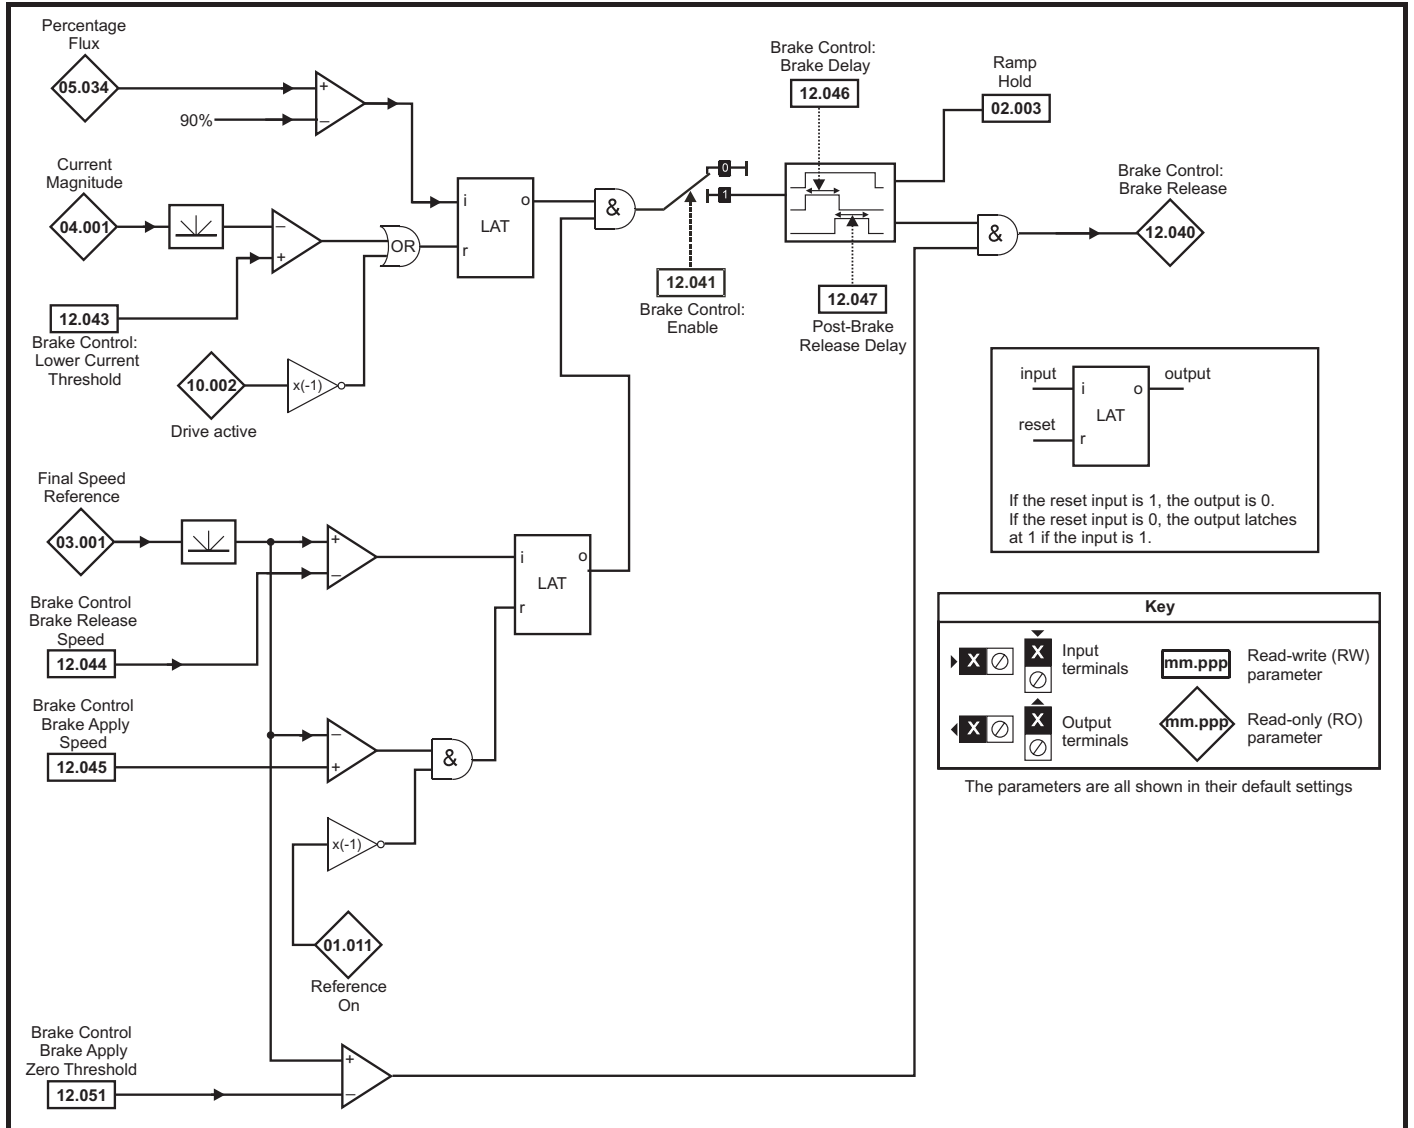 Percentage
Flux
05.034
+
90%
–
Current
Magnitude
04.001
–
+
OR
12.043
Brake Control:
Lower Current
Threshold
10.002
x(-1)
Drive active
i
o
LAT
r
&
0
1
12.041
Brake Control:
Enable
Brake Control:
Brake Delay
12.046
12.047
Post-Brake
Release Delay
Ramp
Hold
02.003
&
Brake Control:
Brake Release
12.040
input
output
i
o
LAT
reset
r
If the reset input is 1, the output is 0.
If the reset input is 0, the output latches
at 1 if the input is 1.
Final Speed
Reference
03.001
+
–
Brake Control
Brake Release
Speed
12.044
i
o
LAT
r
Brake Control
Brake Apply
Speed
12.045
–
+
&
x(-1)
01.011
Reference
On
Brake Control
Brake Apply
Zero Threshold
12.051
+
–
Key
X
X
Input
terminals
mm.ppp
Read-write (RW)
parameter
X
X
Output
terminals
mm.ppp
Read-only (RO)
parameter
The parameters are all shown in their default settings